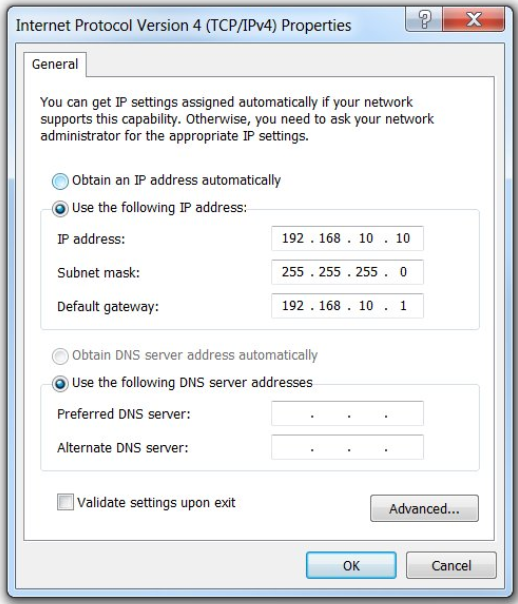 Internet Protocol Version 4 (TCP/IPv4) Properties
General
You can get IP settings assigned automatically if your network
supports this capability. Otherwise, you need to ask your network
administrator for the appropriate IP settings.
Obtain an IP address automatically
Use the following IP address:
IP address: 192 . 168 . 10 . 10
Subnet mask: 255 . 255 . 255 . 0
Default gateway: 192 . 168 . 10 . 1
Obtain DNS server address automatically
Use the following DNS server addresses
Preferred DNS server: . . .
Alternate DNS server: . . .
Validate settings upon exit
Advanced...
OK Cancel